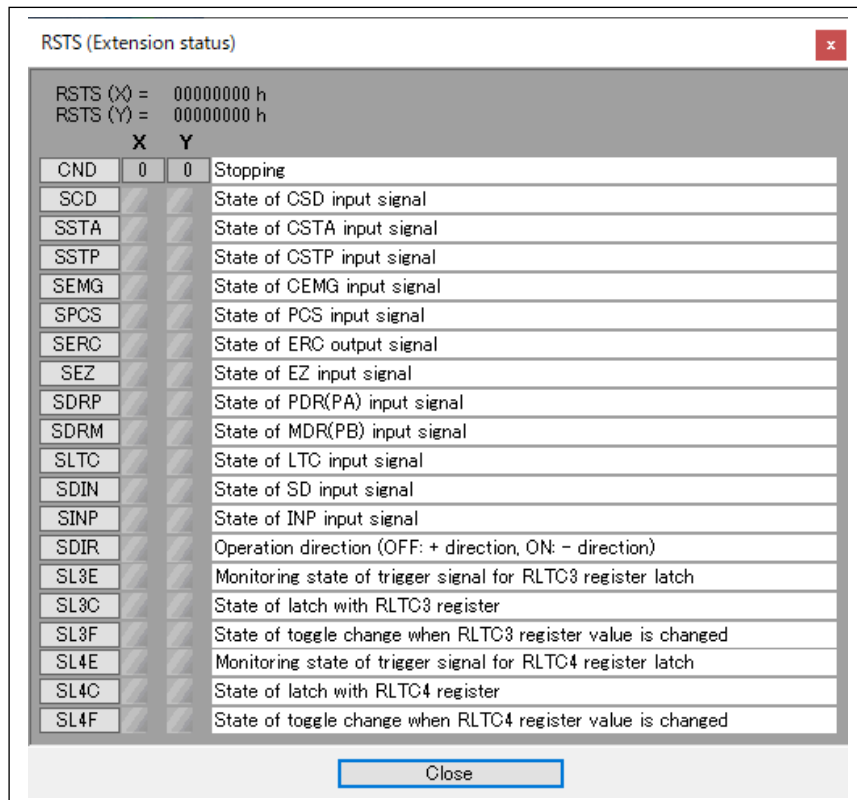 RSTS (Extension status)
x
RSTS (X) = 00000000 h
RSTS (Y) = 00000000 h
X Y
CND 0 0 Stopping
SCD State of CSD input signal
SSTA State of CSTA input signal
SSTP State of CSTP input signal
SEMG State of CEMG input signal
SPCS State of PCS input signal
SERC State of ERC output signal
SEZ State of EZ input signal
SDRP State of PDR(PA) input signal
SDRM State of MDR(PB) input signal
SLTC State of LTC input signal
SDIN State of SD input signal
SINP State of INP input signal
SDIR Operation direction (OFF: + direction, ON: - direction)
SL3E Monitoring state of trigger signal for RLTC3 register latch
SL3C State of latch with RLTC3 register
SL3F State of toggle change when RLTC3 register value is changed
SL4E Monitoring state of trigger signal for RLTC4 register latch
SL4C State of latch with RLTC4 register
SL4F State of toggle change when RLTC4 register value is changed
Close